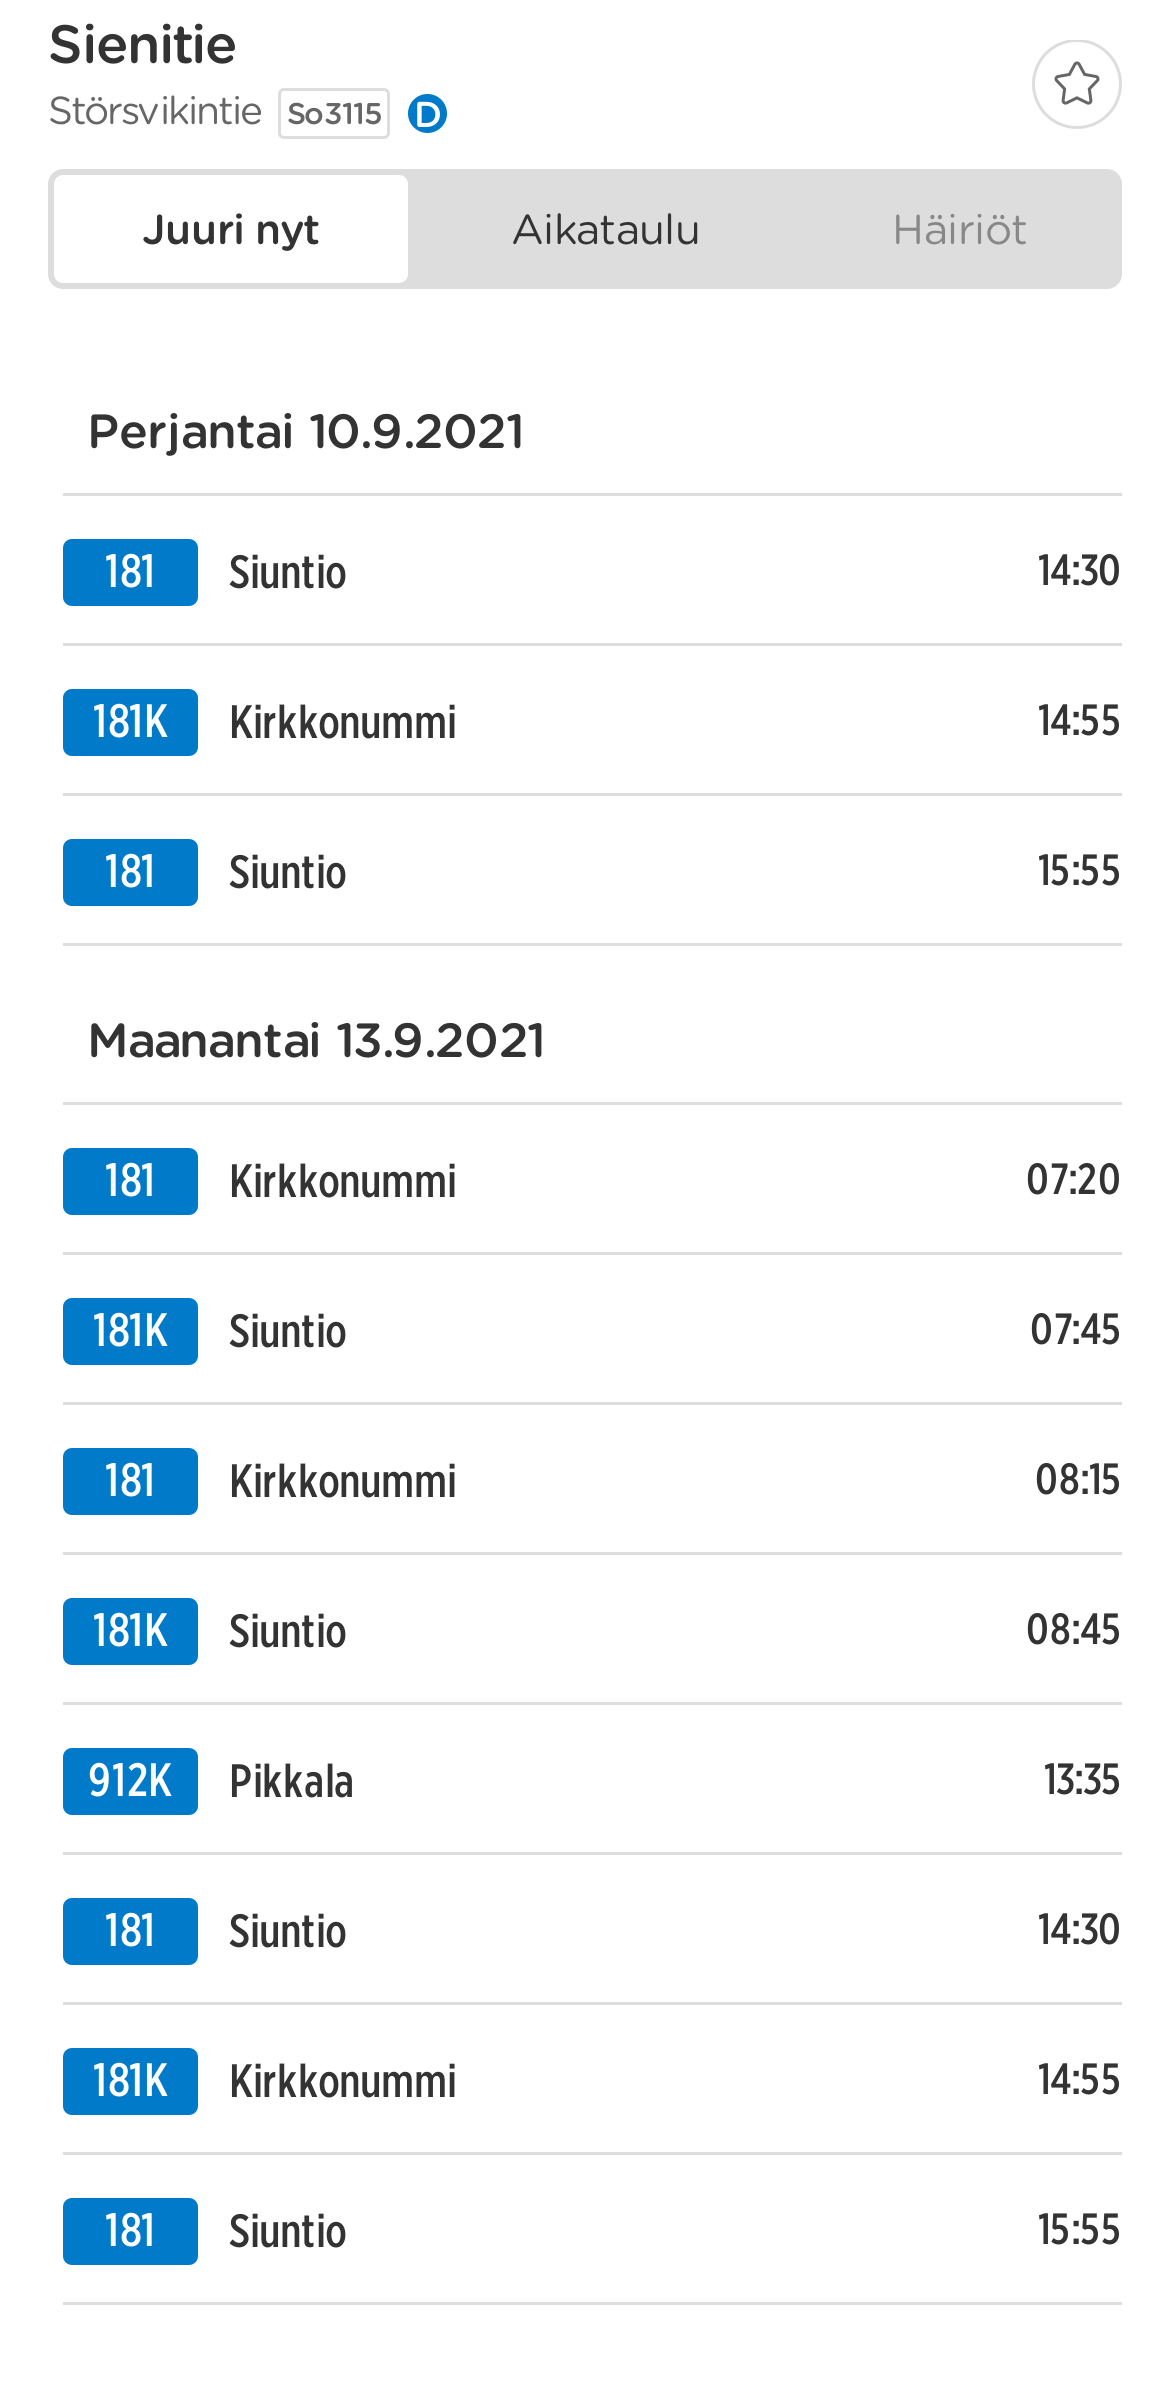 Sienitie
Störsvikintie So3115 D
Juuri nyt Aikataulu Häiriöt
Perjantai 10.9.2021
181 Siuntio 14:30
181K Kirkkonummi 14:55
181 Siuntio 15:55
Maanantai 13.9.2021
181 Kirkkonummi 07:20
181K Siuntio 07:45
181 Kirkkonummi 08:15
181K Siuntio 08:45
912K Pikkala 13:35
181 Siuntio 14:30
181K Kirkkonummi 14:55
181 Siuntio 15:55